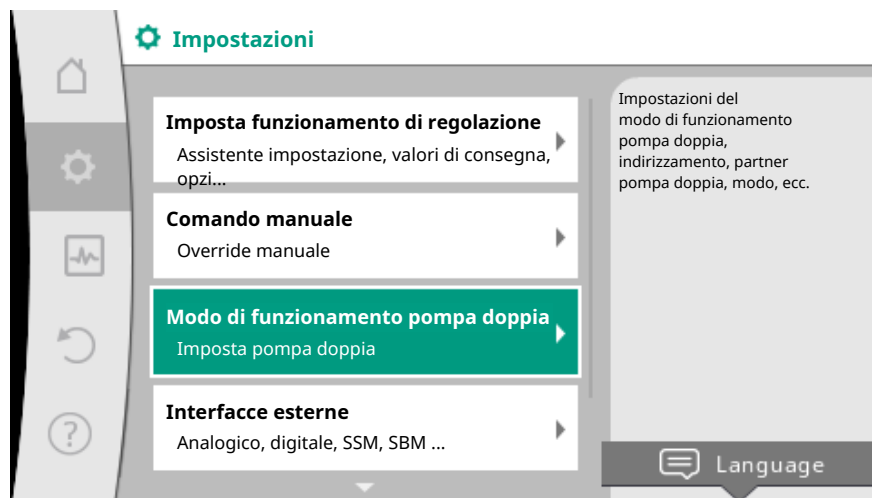 Impostazioni
Imposta funzionamento di regolazione
Assistente impostazione, valori di consegna,
opzi...
Comando manuale
Override manuale
Modo di funzionamento pompa doppia
Imposta pompa doppia
Interfacce esterne
Analogico, digitale, SSM, SBM ...
Impostazioni del
modo di funzionamento
pompa doppia,
indirizzamento, partner
pompa doppia, modo, ecc.
Language